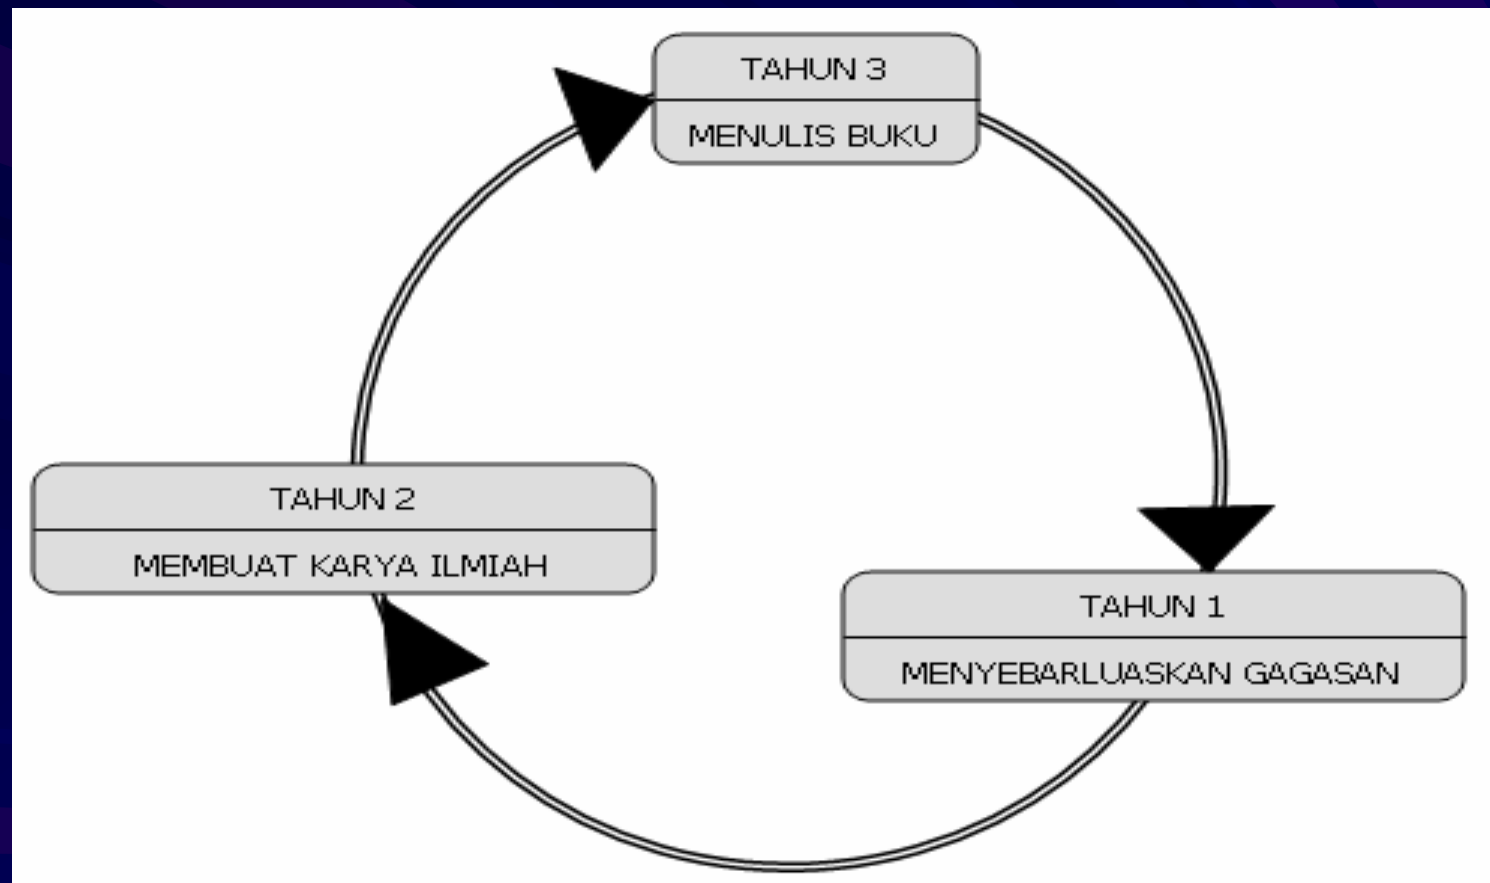 TAHUN 3
MENULIS BUKU
TAHUN 2
MEMBUAT KARYA ILMIAH
TAHUN 1
MENYEBARLUASKAN GAGASAN